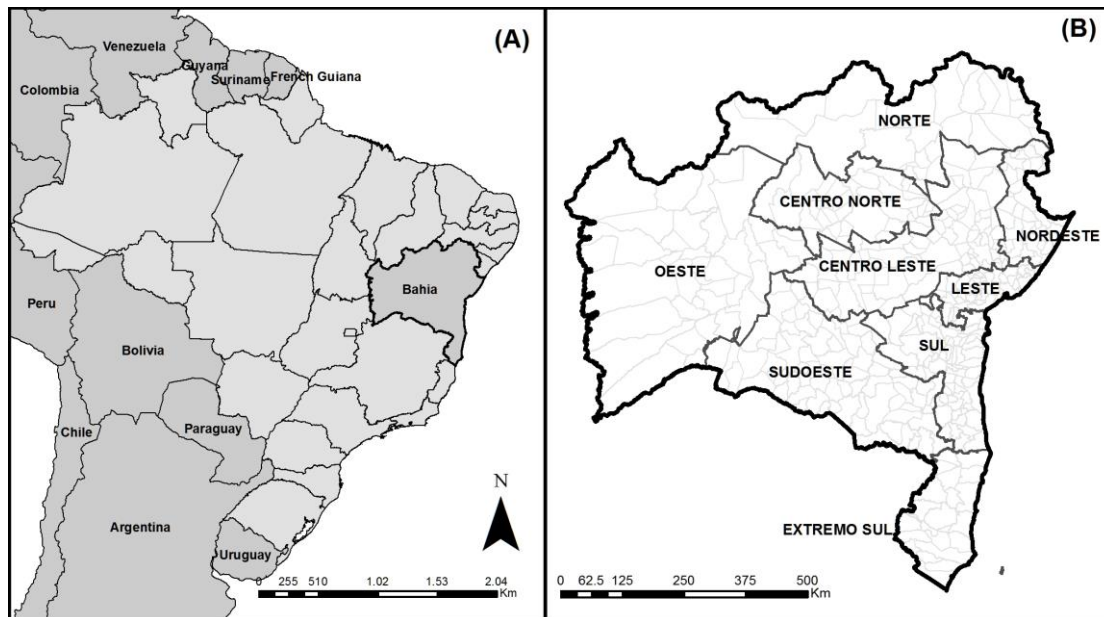 (A)
Venezuela
Guyana
Suriname
French Guiana
Colombia
Peru
Bahia
Bolivia
Paraguay
Chile
Argentina
Uruguay
N
0 255 510 1.02 1.53 2.04
Km
(B)
NORTE
CENTRO NORTE
NORDESTE
OESTE
CENTRO LESTE
LESTE
SUL
SUDOESTE
EXTREMO SUL
0 62.5 125 250 375 500
Km